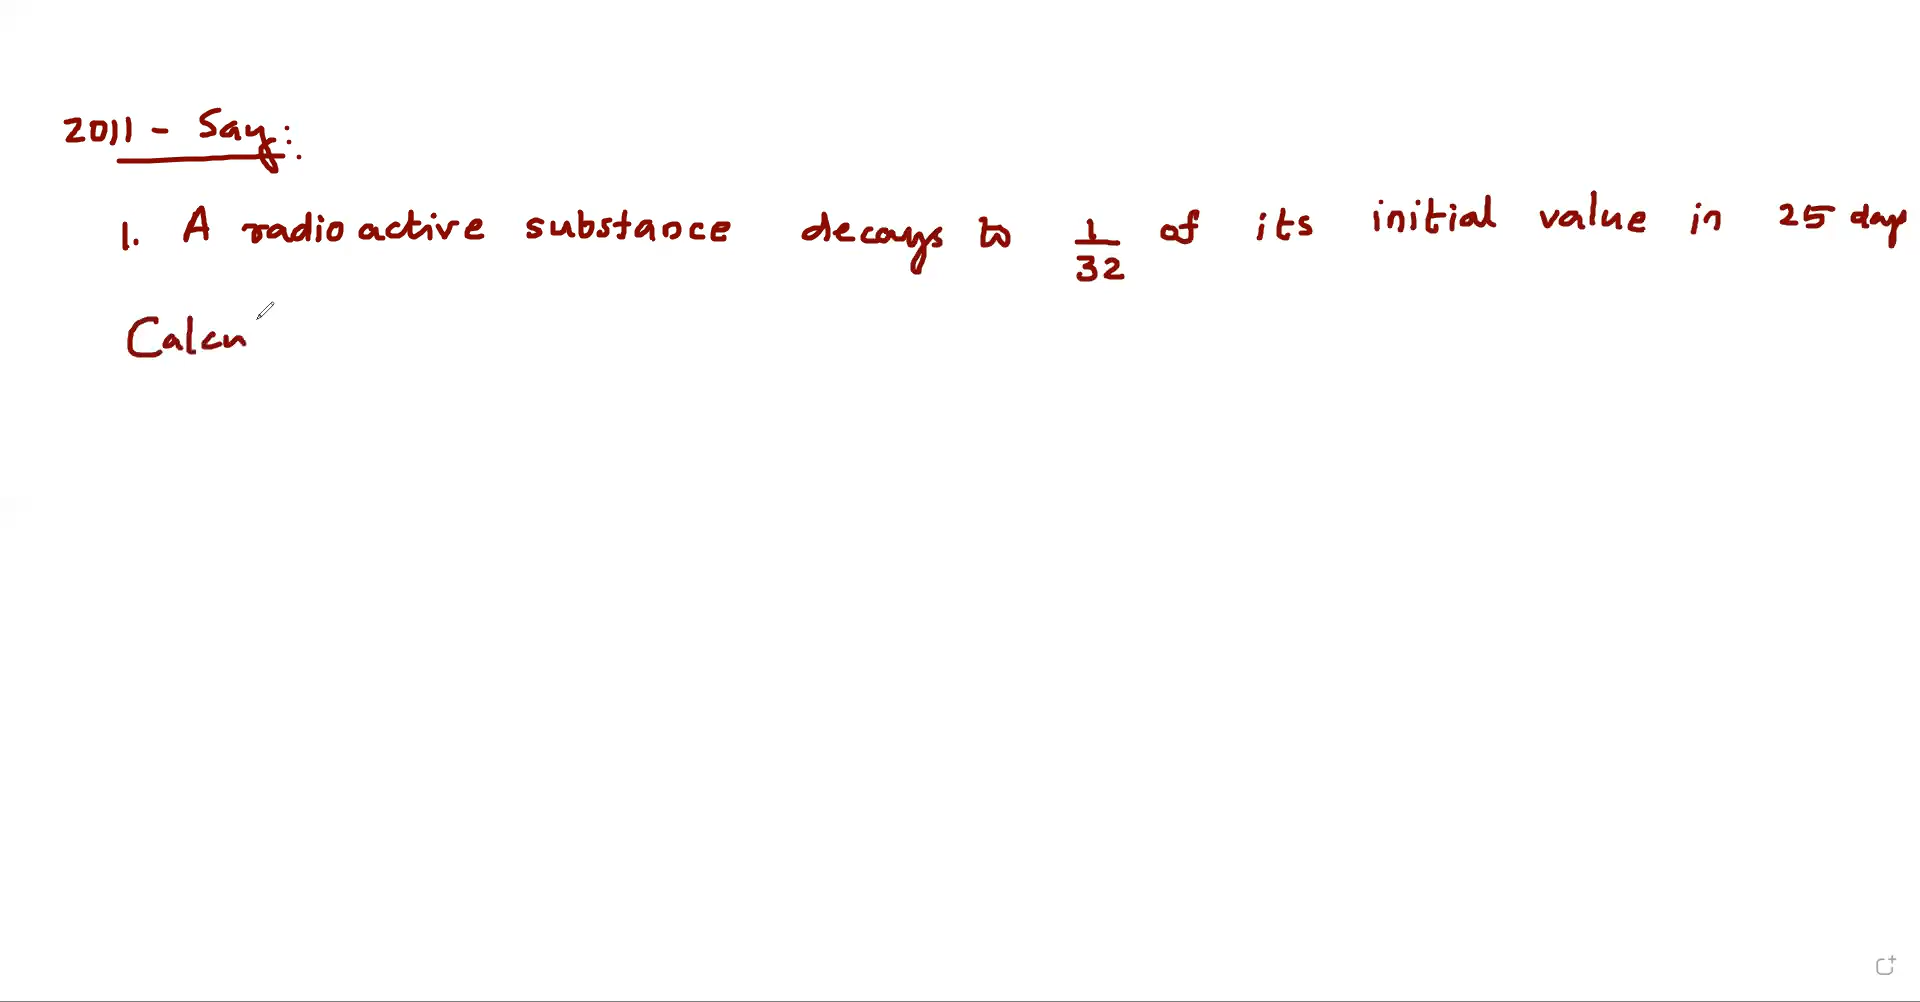 2011 - Say:
1. A radioactive substance decays to 1/32 of its initial value in 25 days
Calcu